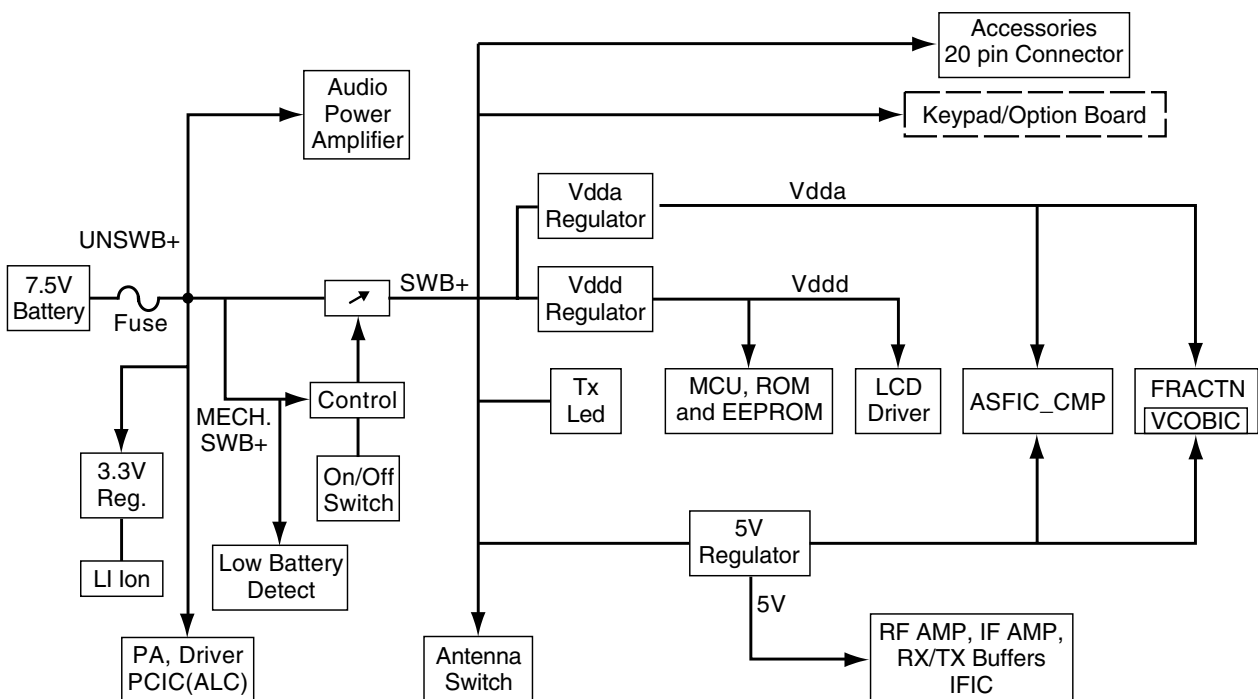 Accessories
20 pin Connector
Audio
Power
Amplifier
Keypad/Option Board
Vdda
Regulator
Vdda
UNSWB+
7.5V
Battery
Fuse
SWB+
Vddd
Regulator
Vddd
Control
MECH.
SWB+
Tx
Led
MCU, ROM
and EEPROM
LCD
Driver
ASFIC_CMP
FRACTN
VCOBIC
3.3V
Reg.
On/Off
Switch
LI Ion
Low Battery
Detect
5V
Regulator
5V
PA, Driver
PCIC(ALC)
Antenna
Switch
RF AMP, IF AMP,
RX/TX Buffers
IFIC